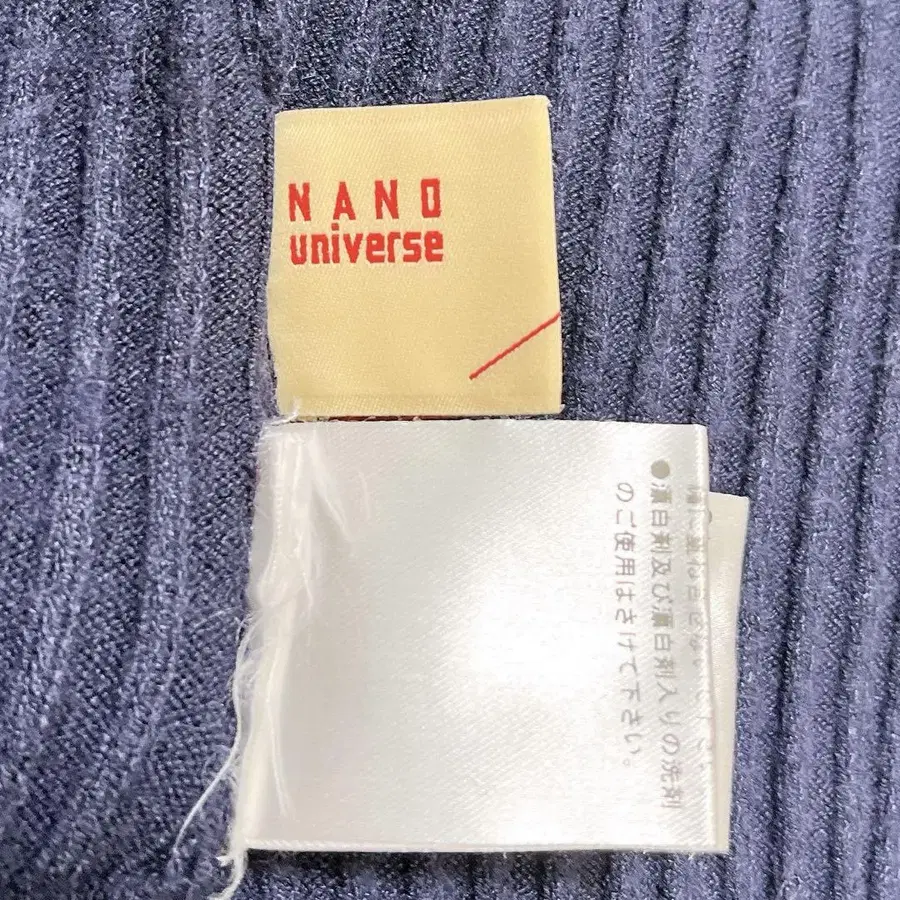 NANO
universe
●漂白剤及び漂白剤入りの洗剤
のご使用はさけて下さい。